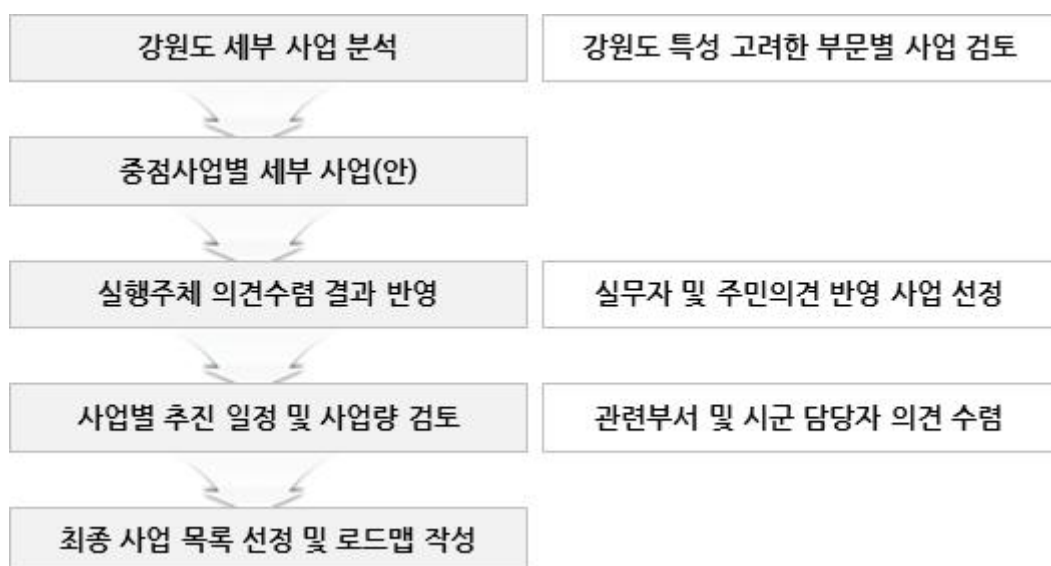 강원도 세부 사업 분석
강원도 특성 고려한 부문별 사업 검토
중점사업별 세부 사업(안)
실행주체 의견수렴 결과 반영
실무자 및 주민의견 반영 사업 선정
사업별 추진 일정 및 사업량 검토
관련부서 및 시군 담당자 의견 수렴
최종 사업 목록 선정 및 로드맵 작성